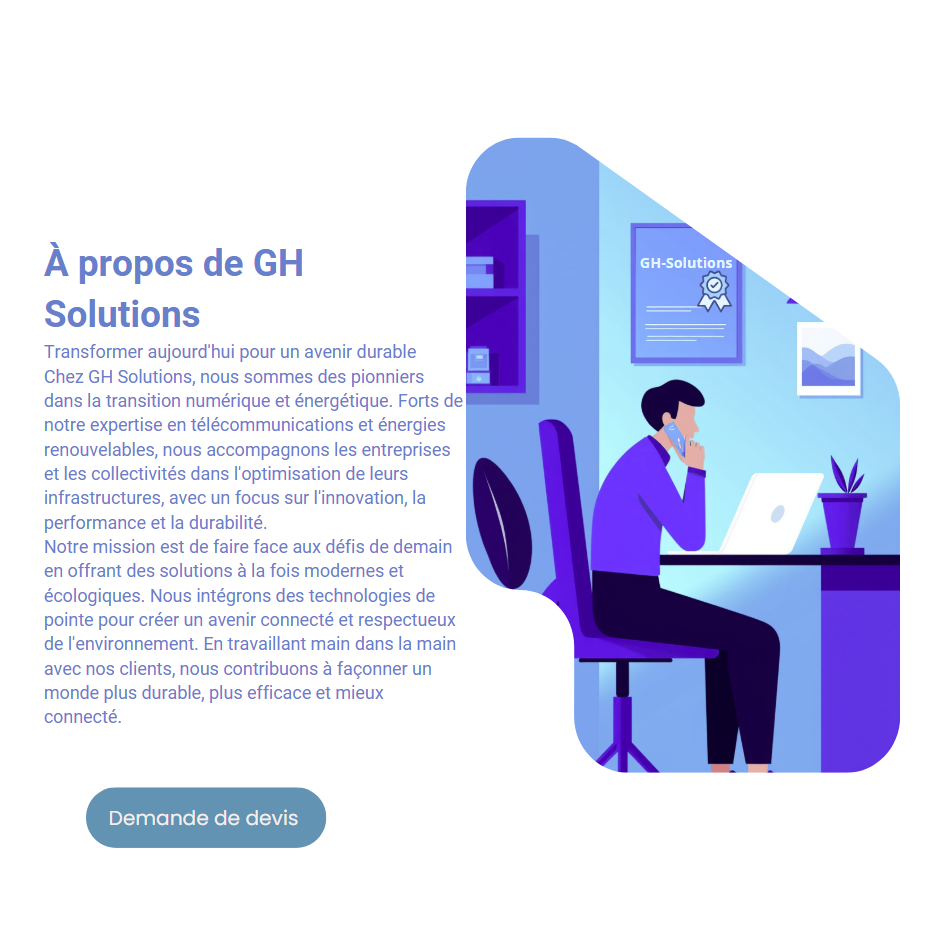 À propos de GH
Solutions
Transformer aujourd'hui pour un avenir durable
Chez GH Solutions, nous sommes des pionniers
dans la transition numérique et énergétique. Forts de
notre expertise en télécommunications et énergies
renouvelables, nous accompagnons les entreprises
et les collectivités dans l'optimisation de leurs
infrastructures, avec un focus sur l'innovation, la
performance et la durabilité.
Notre mission est de faire face aux défis de demain
en offrant des solutions à la fois modernes et
écologiques. Nous intégrons des technologies de
pointe pour créer un avenir connecté et respectueux
de l'environnement. En travaillant main dans la main
avec nos clients, nous contribuons à façonner un
monde plus durable, plus efficace et mieux
connecté.
Demande de devis
GH-Solutions